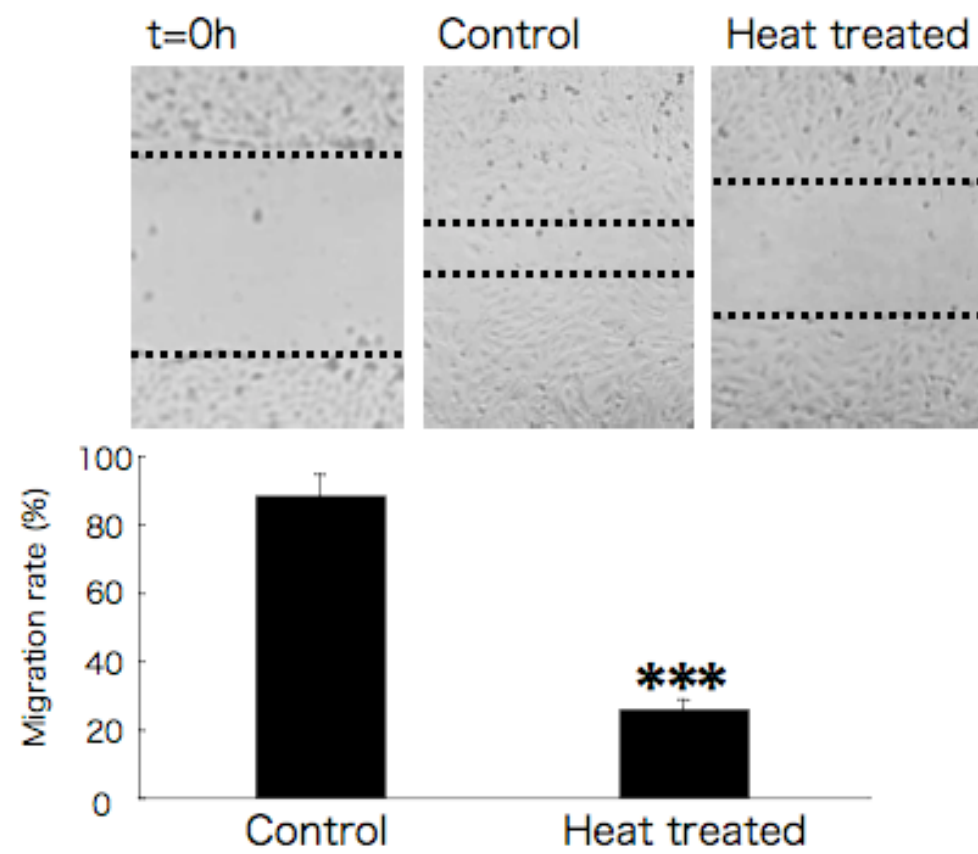 t=0h
Control
Heat treated
Migration rate (%)
100
80
60
40
20
0
***
Control
Heat treated